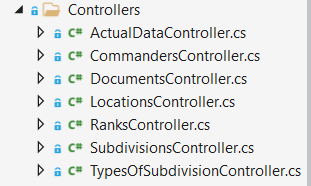 Controllers
C# ActualDataController.cs
C# CommandersController.cs
C# DocumentsController.cs
C# LocationsController.cs
C# RanksController.cs
C# SubdivisionsController.cs
C# TypesOfSubdivisionController.cs